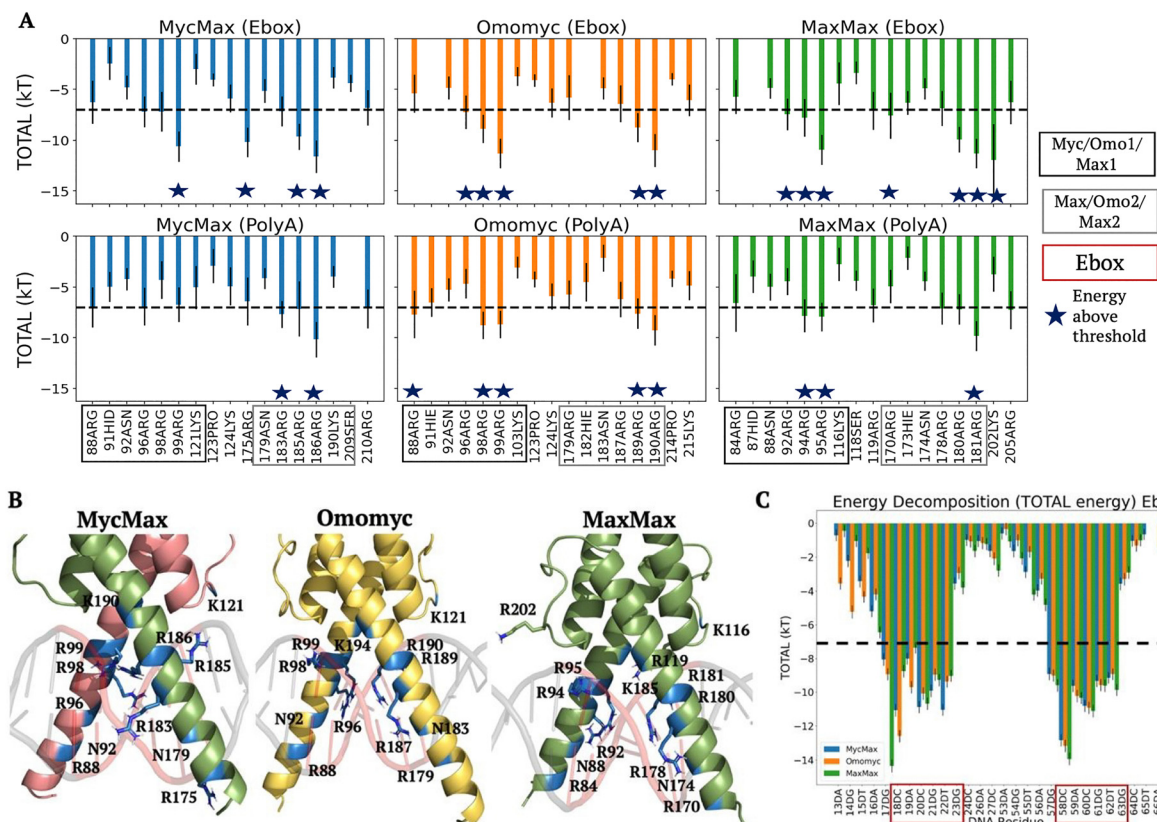 A
MycMax (Ebox)
Omomyc (Ebox)
MaxMax (Ebox)
TOTAL (kT)
0
−5
−10
−15
MycMax (PolyA)
Omomyc (PolyA)
MaxMax (PolyA)
TOTAL (kT)
0
−5
−10
−15
88ARG
91HID
92ASN
96ARG
98ARG
99ARG
121LYS
123PRO
124LYS
175ARG
179ASN
183ARG
185ARG
186ARG
190LYS
209SER
210ARG
88ARG
91HIE
92ASN
96ARG
98ARG
99ARG
103LYS
123PRO
124LYS
179ARG
182HIE
183ASN
187ARG
189ARG
190ARG
214PRO
215LYS
84ARG
87HID
88ASN
92ARG
94ARG
95ARG
116LYS
118SER
119ARG
170ARG
173HIE
174ASN
178ARG
180ARG
181ARG
202LYS
205ARG
Myc/Omo1/
Max1
Max/Omo2/
Max2
Ebox
Energy
above
threshold
B
MycMax
Omomyc
MaxMax
K190
K121
R99
R98
R186
R185
R96
R183
N92
N179
R88
R175
K121
R99
K194
R190
R98
R189
N92
R96
N183
R187
R88
R179
R202
K116
R95
R119
R94
R181
K185
R180
R92
N88
R178
N174
R84
R170
C
Energy Decomposition (TOTAL energy) Eb
TOTAL (kT)
0
−2
−4
−6
−8
−10
−12
−14
MycMax
Omomyc
MaxMax
13DA
14DG
15DT
16DA
17DG
18DC
19DA
20DC
21DG
22DT
23DG
24DC
26DA
27DC
53DA
54DG
55DT
56DA
57DG
58DC
59DA
60DC
61DG
62DT
63DG
64DC
65DT
DNA Residue